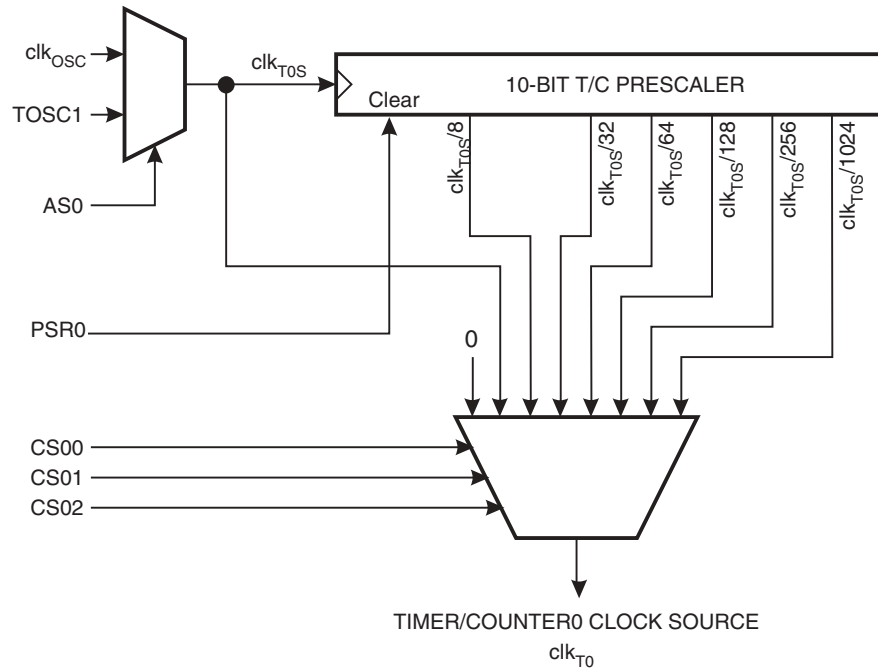 clkOSC
TOSC1
AS0
clkT0S
10-BIT T/C PRESCALER
Clear
clkT0S/8
clkT0S/32
clkT0S/64
clkT0S/128
clkT0S/256
clkT0S/1024
PSR0
0
CS00
CS01
CS02
TIMER/COUNTER0 CLOCK SOURCE
clkT0